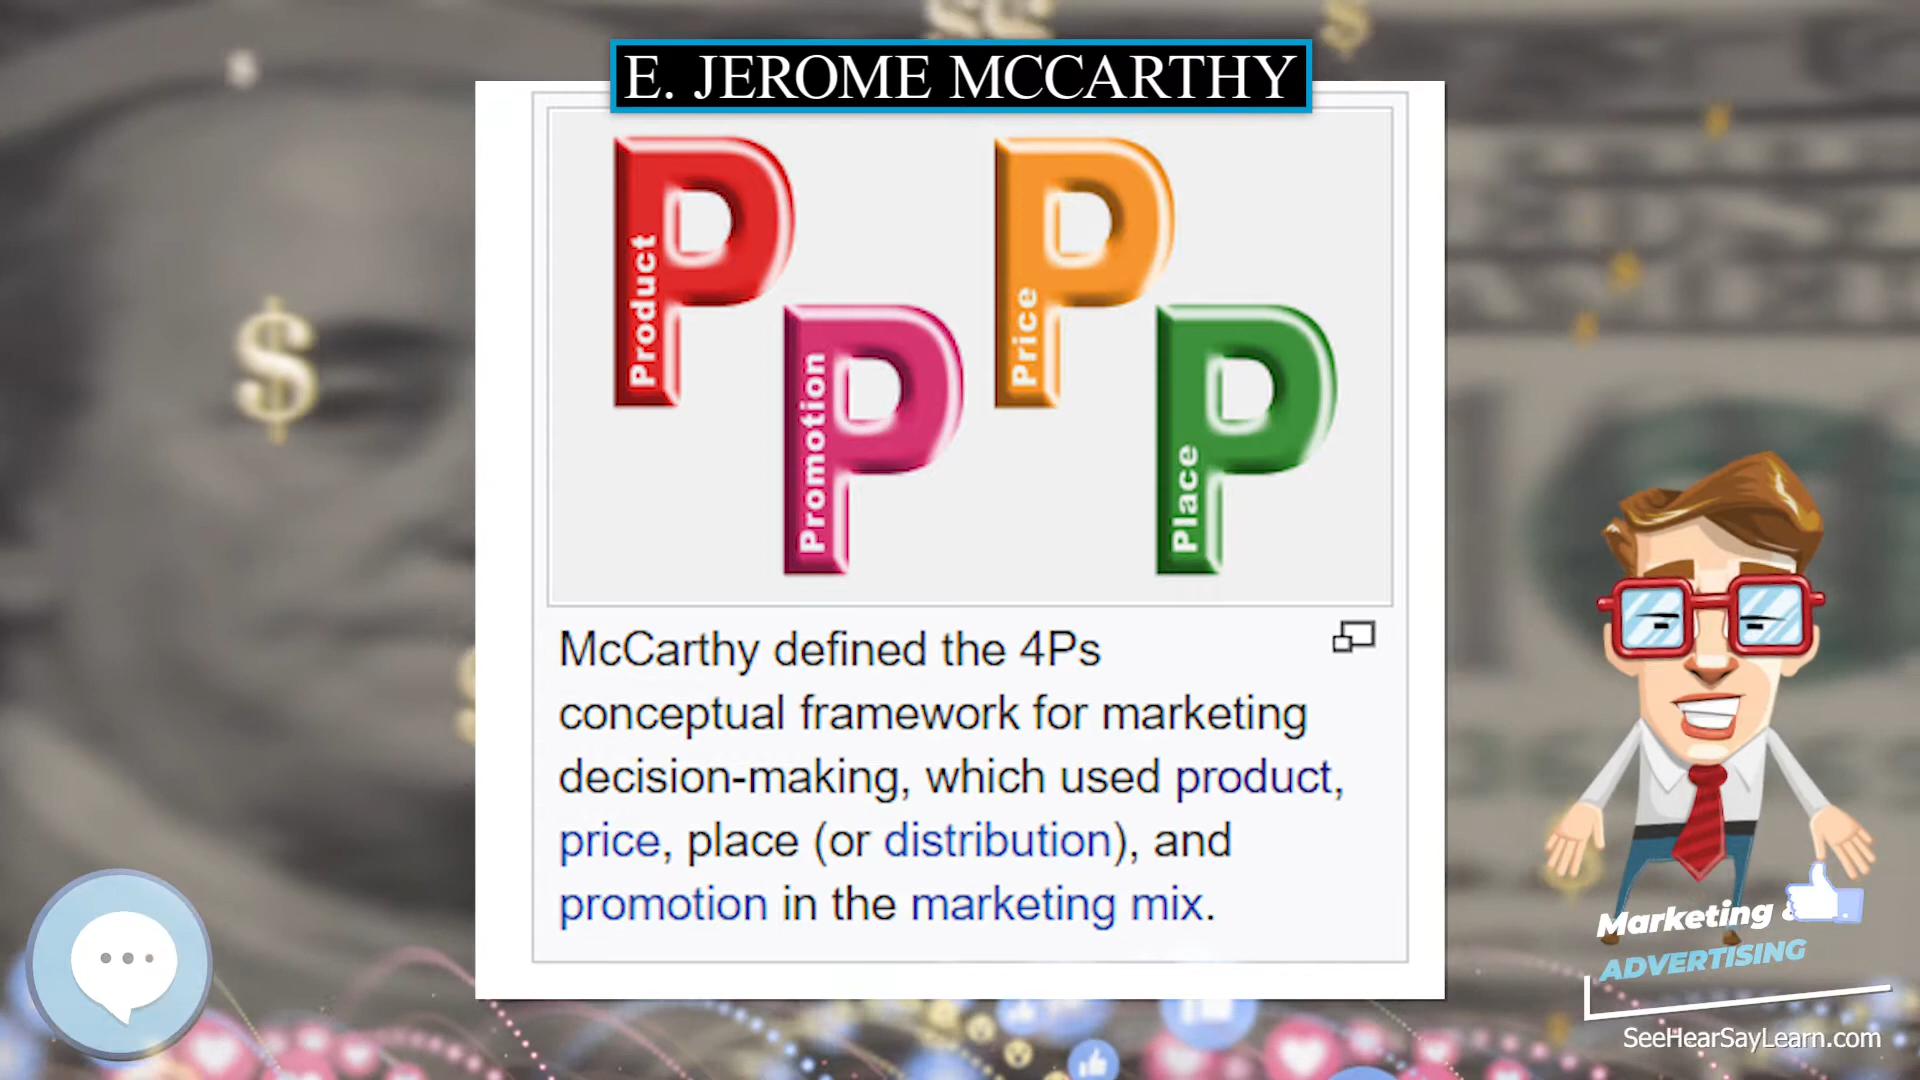 E. JEROME MCCARTHY
Product
Price
Promotion
Place
McCarthy defined the 4Ps
conceptual framework for marketing
decision-making, which used product,
price, place (or distribution), and
promotion in the marketing mix.
Marketing &
ADVERTISING
SeeHearSayLearn.com